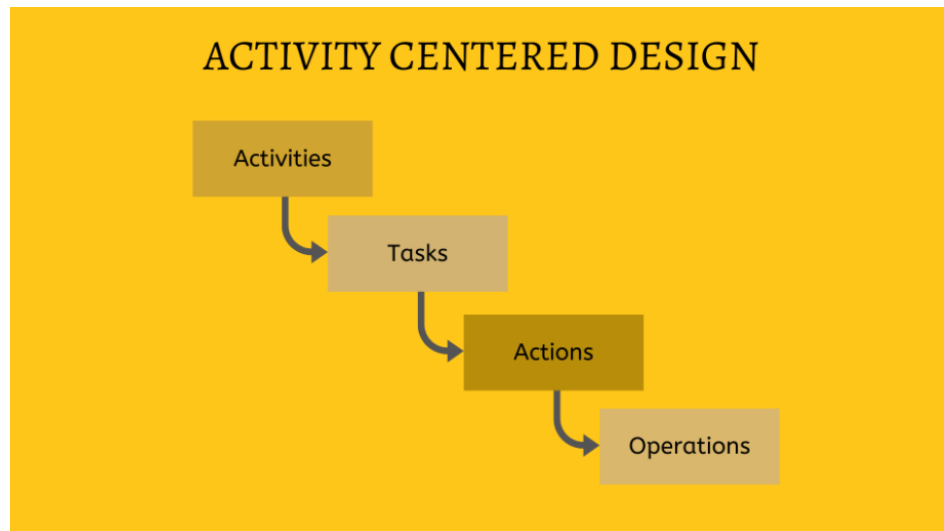 ACTIVITY CENTERED DESIGN
Activities
Tasks
Actions
Operations